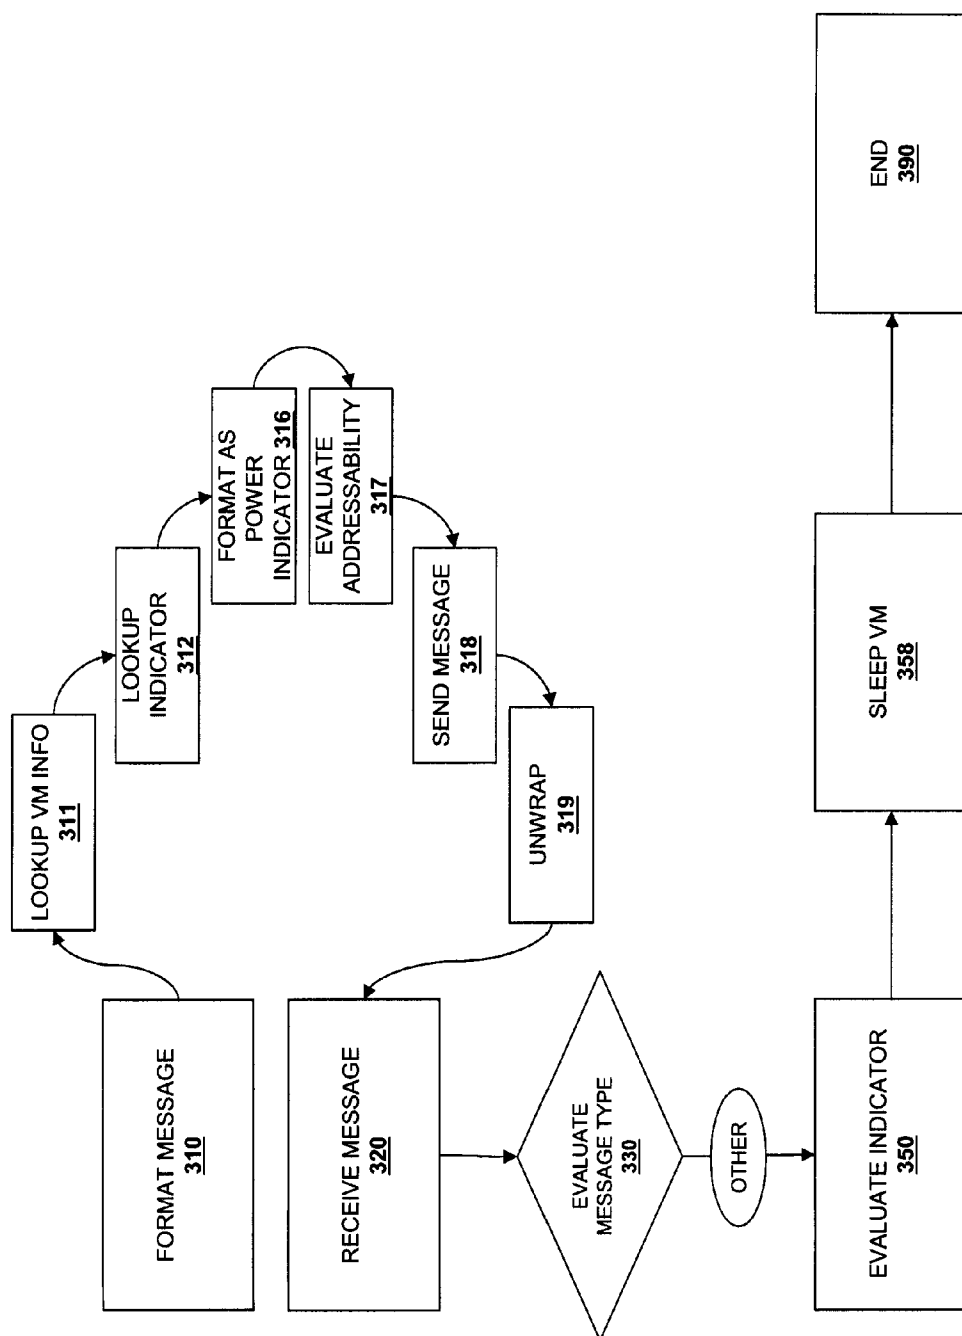 FORMAT MESSAGE
310
LOOKUP VM INFO
311
LOOKUP
INDICATOR
312
FORMAT AS
POWER
INDICATOR 316
EVALUATE
ADDRESSABILITY
317
SEND MESSAGE
318
UNWRAP
319
RECEIVE MESSAGE
320
EVALUATE
MESSAGE TYPE
330
OTHER
EVALUATE INDICATOR
350
SLEEP VM
358
END
390